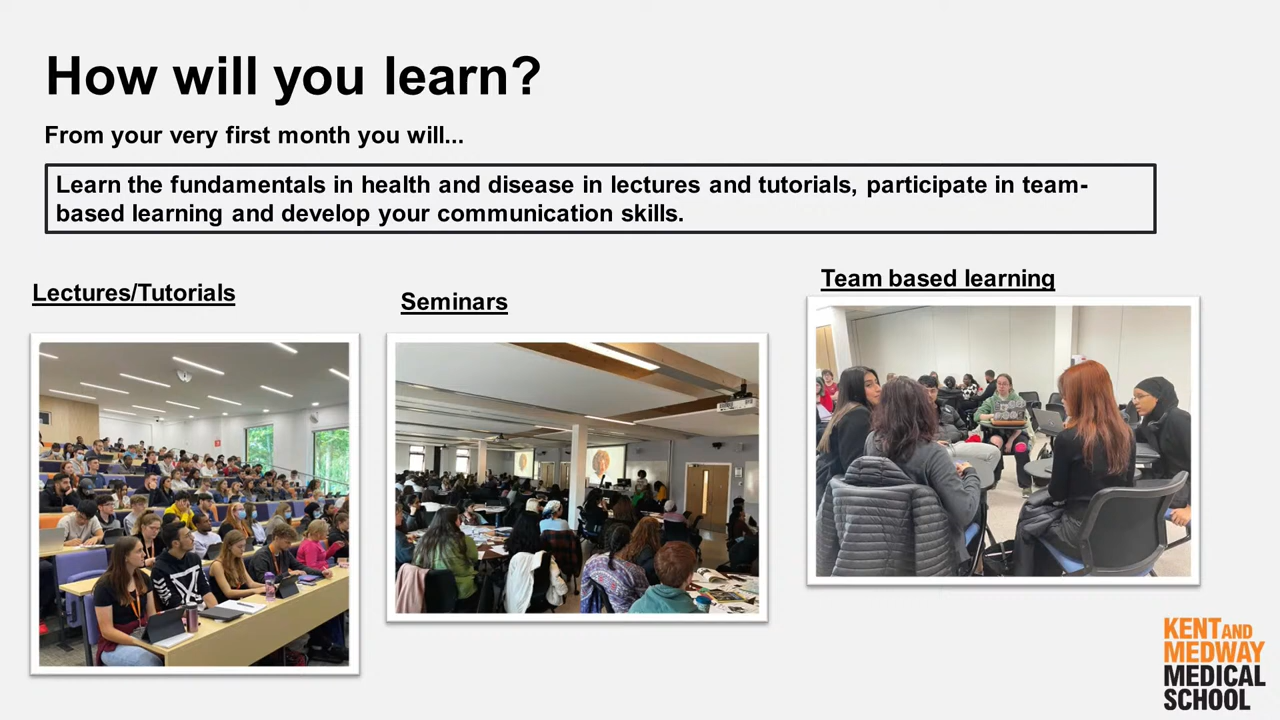 How will you learn?
From your very first month you will...
Learn the fundamentals in health and disease in lectures and tutorials, participate in team-
based learning and develop your communication skills.
Lectures/Tutorials
Seminars
Team based learning
KENT AND
MEDWAY
MEDICAL
SCHOOL